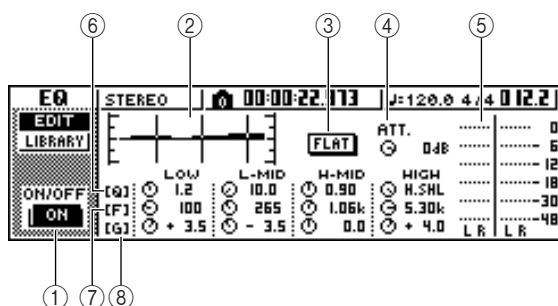 ⑥ ② ③ ④ ⑤
EQ STEREO 00:00:22.173 ♩=120.0 4/4 012.2
EDIT
LIBRARY
FLAT
ATT.
0dB
0
- 6
-12
-18
-30
-48
L R L R
LOW L-MID H-MID HIGH
ON/OFF
ON
[Q] 1.2 10.0 0.90 H.SHL
[F] 100 265 1.06k 5.30k
[G] + 3.5 - 3.5 0.0 + 4.0
① ⑦ ⑧